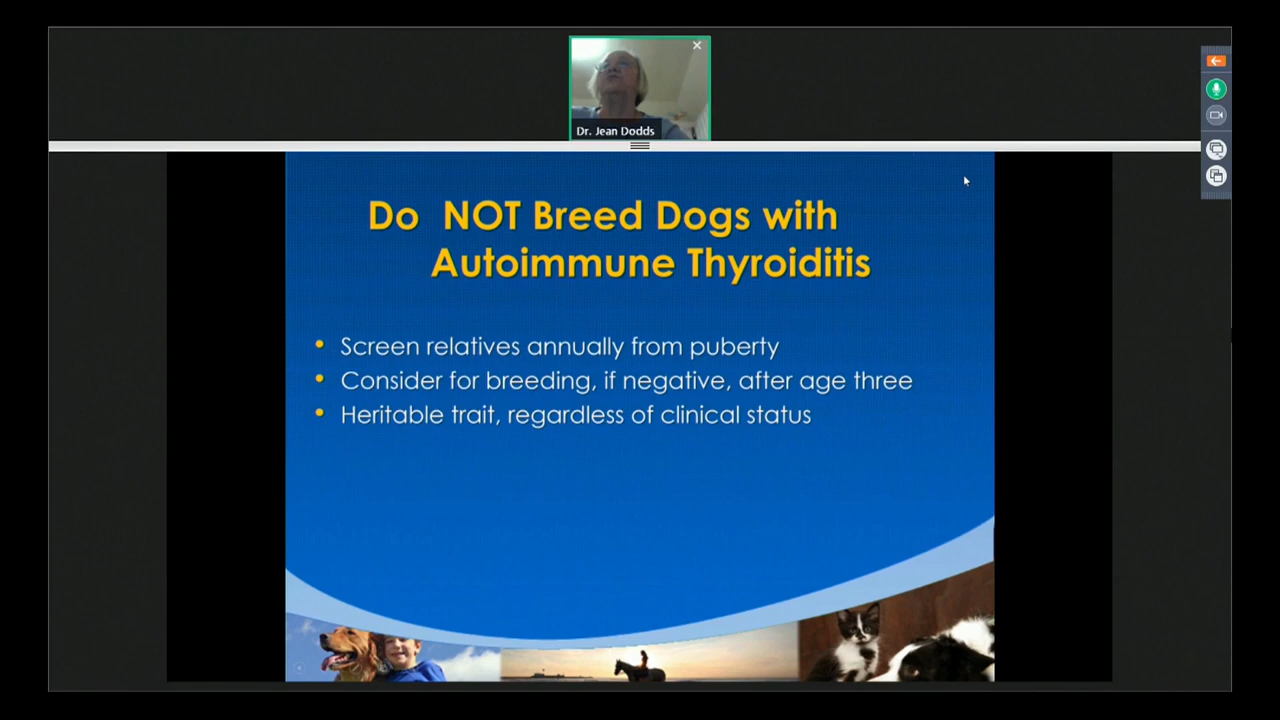 Dr. Jean Dodds
Do NOT Breed Dogs with
Autoimmune Thyroiditis
• Screen relatives annually from puberty
• Consider for breeding, if negative, after age three
• Heritable trait, regardless of clinical status